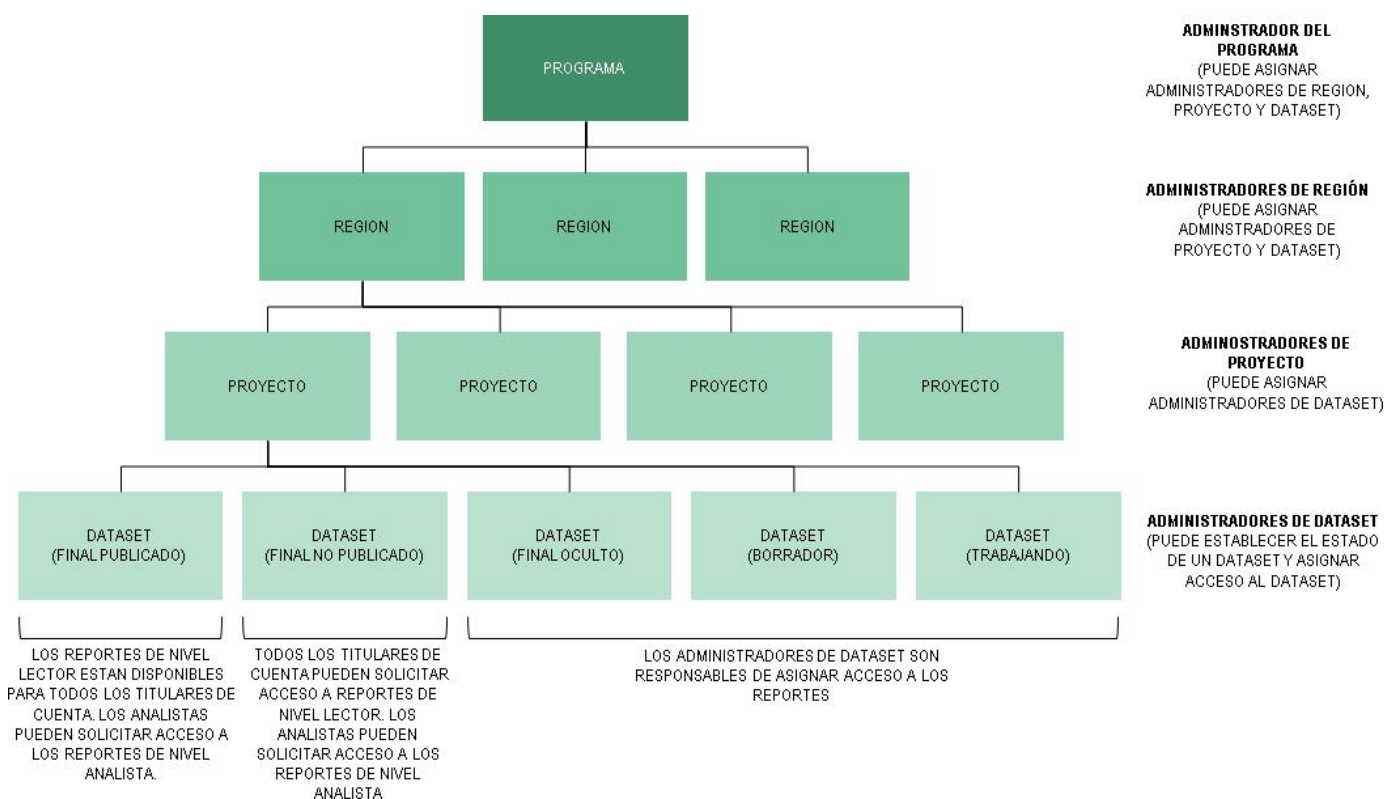 PROGRAMA
ADMINSTRADOR DEL
PROGRAMA
(PUEDE ASIGNAR
ADMINISTRADORES DE REGION,
PROYECTO Y DATASET)
REGION
REGION
REGION
ADMINISTRADORES DE REGIÓN
(PUEDE ASIGNAR
ADMINSTRADORES DE
PROYECTO Y DATASET)
PROYECTO
PROYECTO
PROYECTO
PROYECTO
ADMINOSTRADORES DE
PROYECTO
(PUEDE ASIGNAR
ADMINISTRADORES DE DATASET)
DATASET
(FINAL PUBLICADO)
DATASET
(FINAL NO PUBLICADO)
DATASET
(FINAL OCULTO)
DATASET
(BORRADOR)
DATASET
(TRABAJANDO)
ADMINISTRADORES DE DATASET
(PUEDE ESTABLECER EL ESTADO
DE UN DATASET Y ASIGNAR
ACCESO AL DATASET)
LOS REPORTES DE NIVEL
LECTOR ESTAN DISPONIBLES
PARA TODOS LOS TITULARES DE
CUENTA. LOS ANALISTAS
PUEDEN SOLICITAR ACCESO A
LOS REPORTES DE NIVEL
ANALISTA.
TODOS LOS TITULARES DE
CUENTA PUEDEN SOLICITAR
ACCESO A REPORTES DE
NIVEL LECTOR. LOS
ANALISTAS PUEDEN
SOLICITAR ACCESO A LOS
REPORTES DE NIVEL
ANALISTA
LOS ADMINISTRADORES DE DATASET SON
RESPONSABLES DE ASIGNAR ACCESO A LOS
REPORTES